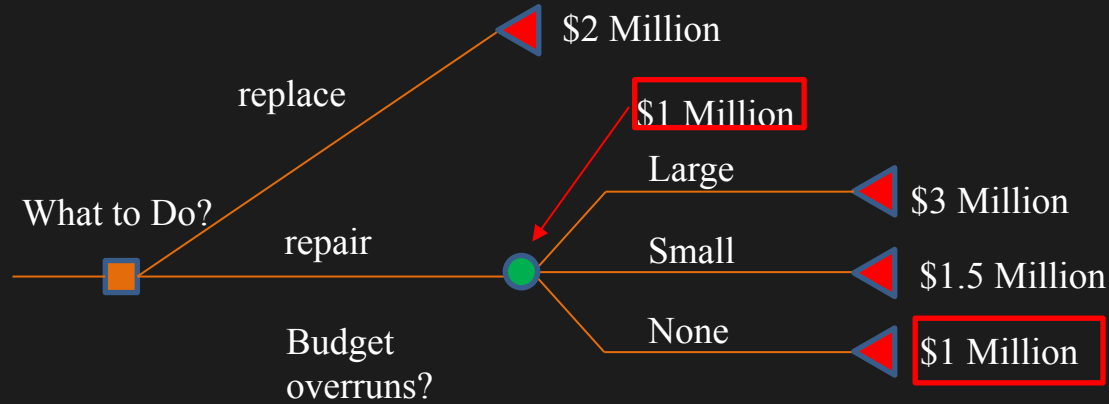 $2 Million
replace
$1 Million
Large
$3 Million
What to Do?
repair
Small
$1.5 Million
None
$1 Million
Budget
overruns?